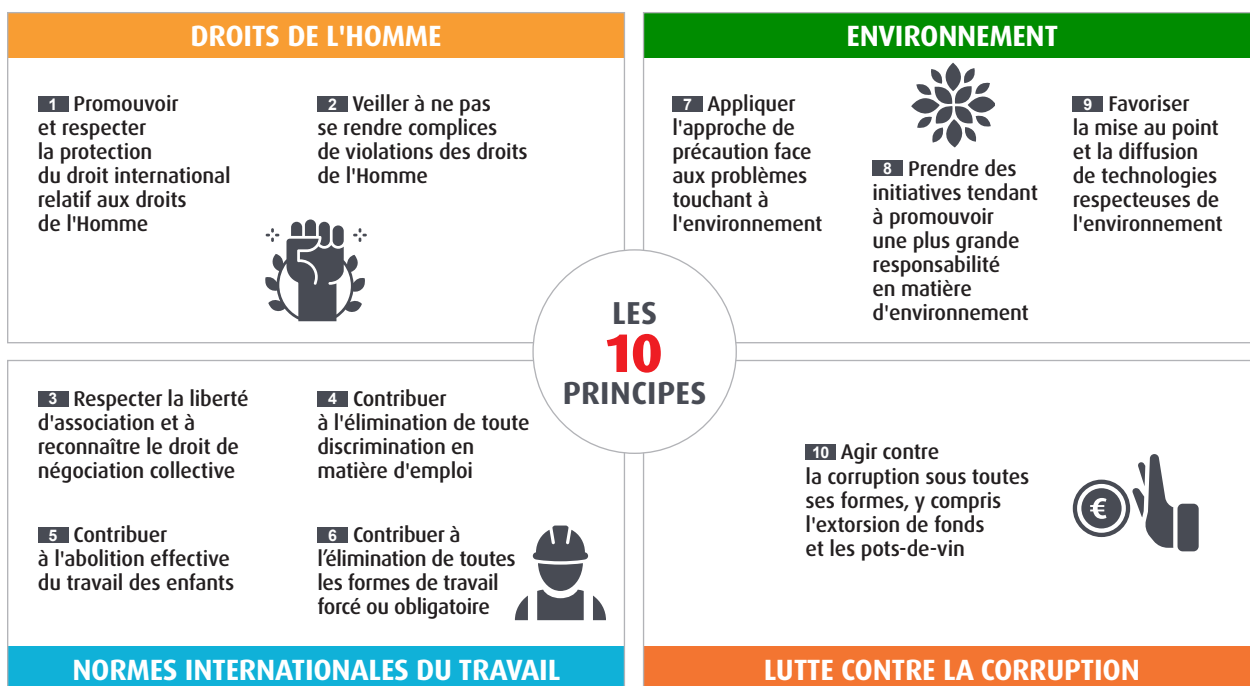 DROITS DE L'HOMME
1 Promouvoir
et respecter
la protection
du droit international
relatif aux droits
de l'Homme
2 Veiller à ne pas
se rendre complices
de violations des droits
de l'Homme
ENVIRONNEMENT
7 Appliquer
l'approche de
précaution face
aux problèmes
touchant à
l'environnement
8 Prendre des
initiatives tendant
à promouvoir
une plus grande
responsabilité
en matière
d'environnement
9 Favoriser
la mise au point
et la diffusion
de technologies
respecteuses de
l'environnement
LES
10
PRINCIPES
3 Respecter la liberté
d'association et à
reconnaître le droit de
négociation collective
4 Contribuer
à l'élimination de toute
discrimination en
matière d'emploi
5 Contribuer
à l'abolition effective
du travail des enfants
6 Contribuer à
l’élimination de toutes
les formes de travail
forcé ou obligatoire
NORMES INTERNATIONALES DU TRAVAIL
10 Agir contre
la corruption sous toutes
ses formes, y compris
l'extorsion de fonds
et les pots-de-vin
€
LUTTE CONTRE LA CORRUPTION